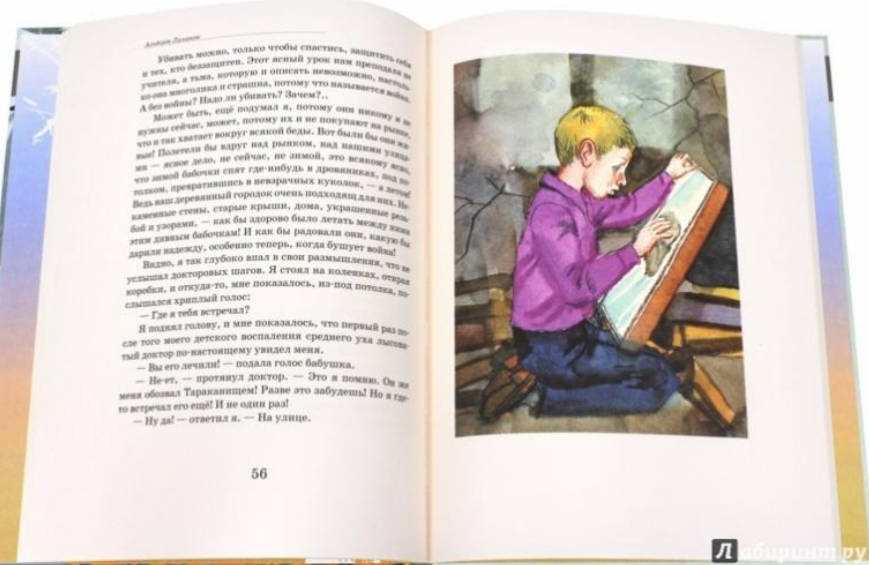 Альберт Лиханов
Убивать можно, только чтобы спастись, защитить себя
и тех, кто беззащитен. Этот ясный урок нам преподали не
учителя, а тьма, которую и описать невозможно, настоль-
ко она многолика и страшна, потому что называется война.
А без войны? Надо ли убивать? Зачем?..
Может быть, ещё подумал я, потому они никому и не
нужны сейчас, может, потому их и не покупают на рынке,
что и так хватает вокруг всякой беды. Вот были бы они жи-
вые! Полетели бы вдруг над рынком, над нашими улица-
ми — ясное дело, не сейчас, не зимой, это всякому ясно,
что зимой бабочки спят где-нибудь в дровяниках, под по-
толком, превратившись в невзрачных куколок, — а летом!
Ведь наш деревянный городок очень подходящ для них. Не
каменные стены, старые крыши, дома, украшенные резь-
бой и узорами, — как бы здорово было летать между ними
этим дивным бабочкам! И как бы радовали они, какую бы
дарили надежду, особенно теперь, когда бушует война!
Видно, я так глубоко впал в свои размышления, что не
услышал докторовых шагов. Я стоял на коленках, отирая
коробки, и откуда-то, мне показалось, из-под потолка, по-
слышался хриплый голос:
— Где я тебя встречал?
Я поднял голову, и мне показалось, что первый раз по-
сле того моего детского воспаления среднего уха лысова-
тый доктор по-настоящему увидел меня.
— Вы его лечили! — подала голос бабушка.
— Не-ет, — протянул доктор. — Это я помню. Он же
меня обозвал Тараканищем! Разве это забудешь! Но я где-
то встречал его ещё! И не один раз!
— Ну да! — ответил я. — На улице.
56
Лабиринт.ру